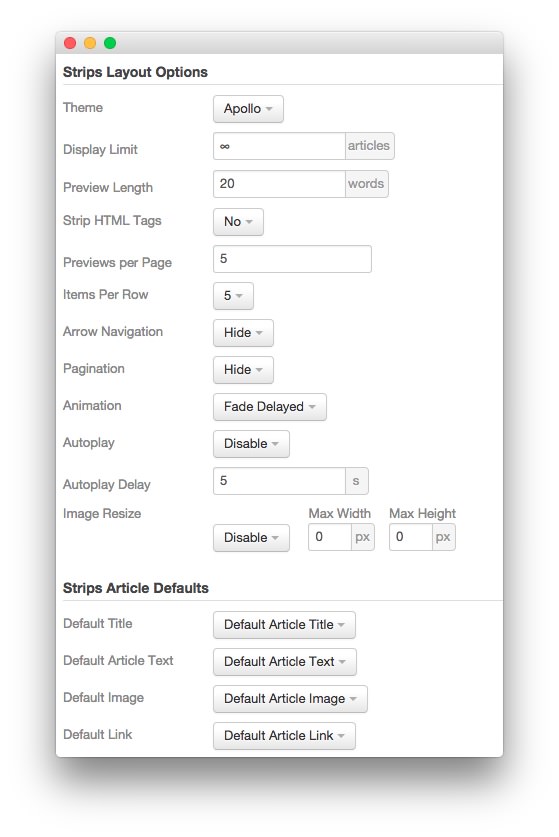 Strips Layout Options
Theme Apollo
Display Limit ∞ articles
Preview Length 20 words
Strip HTML Tags No
Previews per Page 5
Items Per Row 5
Arrow Navigation Hide
Pagination Hide
Animation Fade Delayed
Autoplay Disable
Autoplay Delay 5 s
Image Resize Max Width Max Height
Disable 0 px 0 px
Strips Article Defaults
Default Title Default Article Title
Default Article Text Default Article Text
Default Image Default Article Image
Default Link Default Article Link